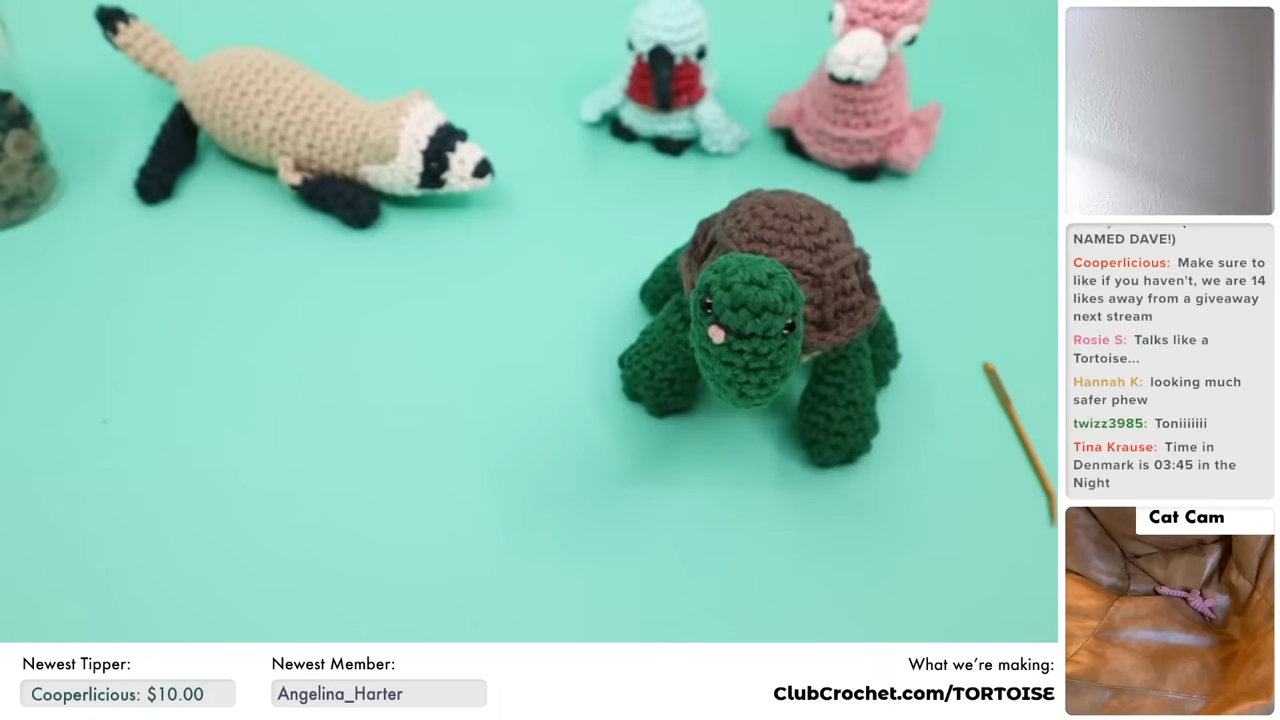 NAMED DAVE!)
Cooperlicious: Make sure to
like if you haven't, we are 14
likes away from a giveaway
next stream
Rosie S: Talks like a
Tortoise...
Hannah K: looking much
safer phew
twizz3985: Toniiiiiii
Tina Krause: Time in
Denmark is 03:45 in the
Night
Cat Cam
Newest Tipper:
Cooperlicious: $10.00
Newest Member:
Angelina_Harter
What we're making:
ClubCrochet.com/TORTOISE